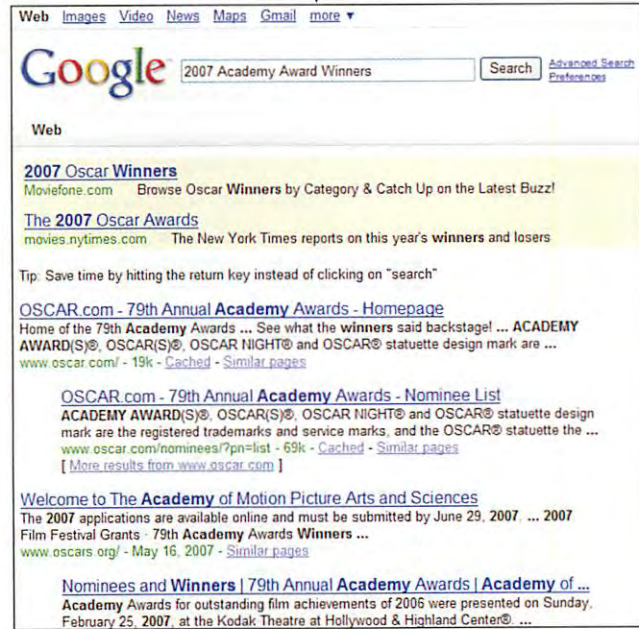 Web Images Video News Maps Gmail more ▼
Google 2007 Academy Award Winners Search Advanced Search
Preferences
Web
2007 Oscar Winners
Moviefone.com Browse Oscar Winners by Category & Catch Up on the Latest Buzz!
The 2007 Oscar Awards
movies.nytimes.com The New York Times reports on this year's winners and losers
Tip: Save time by hitting the return key instead of clicking on "search"
OSCAR.com - 79th Annual Academy Awards - Homepage
Home of the 79th Academy Awards ... See what the winners said backstage! ... ACADEMY
AWARD(S)®, OSCAR(S)®, OSCAR NIGHT® and OSCAR® statuette design mark are ...
www.oscar.com/ - 19k - Cached - Similar pages
OSCAR.com - 79th Annual Academy Awards - Nominee List
ACADEMY AWARD(S)®, OSCAR(S)®, OSCAR NIGHT® and OSCAR® statuette design
mark are the registered trademarks and service marks, and the OSCAR® statuette the ...
www.oscar.com/nominees/?pn=list - 69k - Cached - Similar pages
[ More results from www.oscar.com ]
Welcome to The Academy of Motion Picture Arts and Sciences
The 2007 applications are available online and must be submitted by June 29, 2007. ... 2007
Film Festival Grants · 79th Academy Awards Winners ...
www.oscars.org/ - May 16, 2007 - Similar pages
Nominees and Winners | 79th Annual Academy Awards | Academy of ...
Academy Awards for outstanding film achievements of 2006 were presented on Sunday,
February 25, 2007, at the Kodak Theatre at Hollywood & Highland Center®. ...